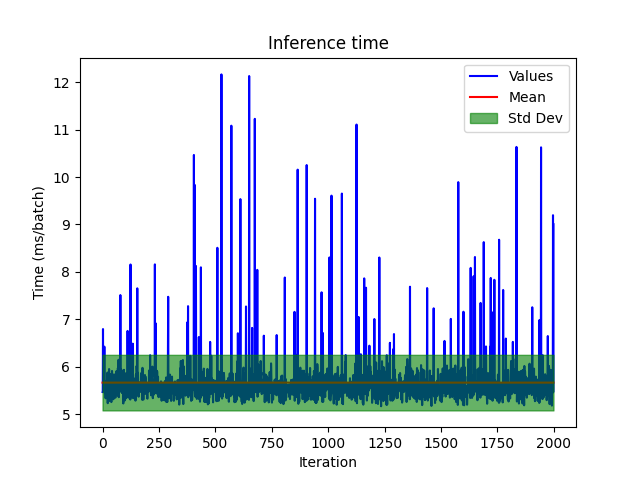 Inference time
Values
Mean
Std Dev
Time (ms/batch)
12
11
10
9
8
7
6
5
0 250 500 750 1000 1250 1500 1750 2000
Iteration